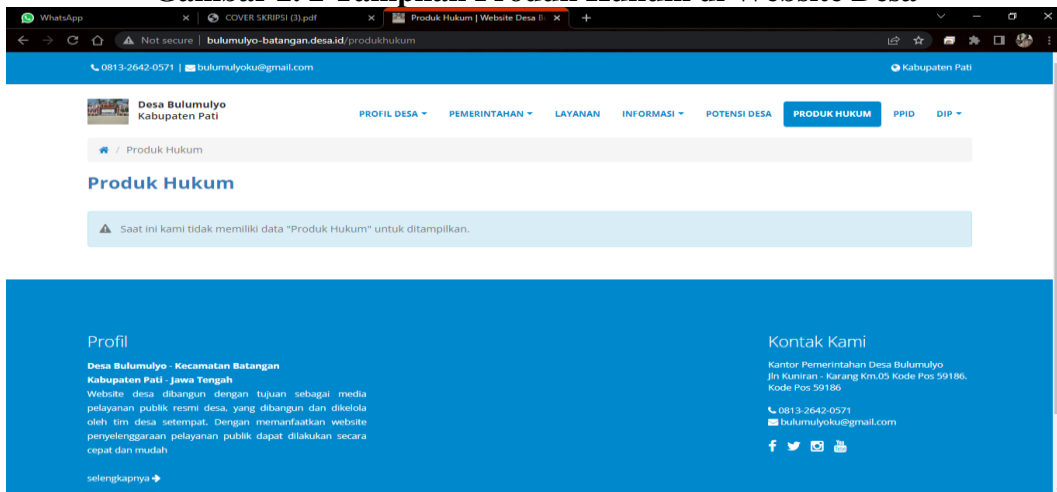 WhatsApp
COVER SKRIPSI (3).pdf
Produk Hukum | Website Desa
Not secure | bulumulyo-batangan.desa.id/produkhukum
0813-2642-0571 | bulumulyoku@gmail.com
Kabupaten Pati
Desa Bulumulyo
Kabupaten Pati
PROFIL DESA
PEMERINTAHAN
LAYANAN
INFORMASI
POTENSI DESA
PRODUK HUKUM
PPID
DIP
/ Produk Hukum
Produk Hukum
Saat ini kami tidak memiliki data "Produk Hukum" untuk ditampilkan.
Profil
Desa Bulumulyo - Kecamatan Batangan
Kabupaten Pati - Jawa Tengah
Website desa dibangun dengan tujuan sebagai media
pelayanan publik resmi desa, yang dibangun dan dikelola
oleh tim desa setempat. Dengan memanfaatkan website
penyelenggaraan pelayanan publik dapat dilakukan secara
cepat dan mudah
selengkapnya
Kontak Kami
Kantor Pemerintahan Desa Bulumulyo
Jln Kuniran - Karang Km.05 Kode Pos 59186.
Kode Pos 59186
0813-2642-0571
bulumulyoku@gmail.com